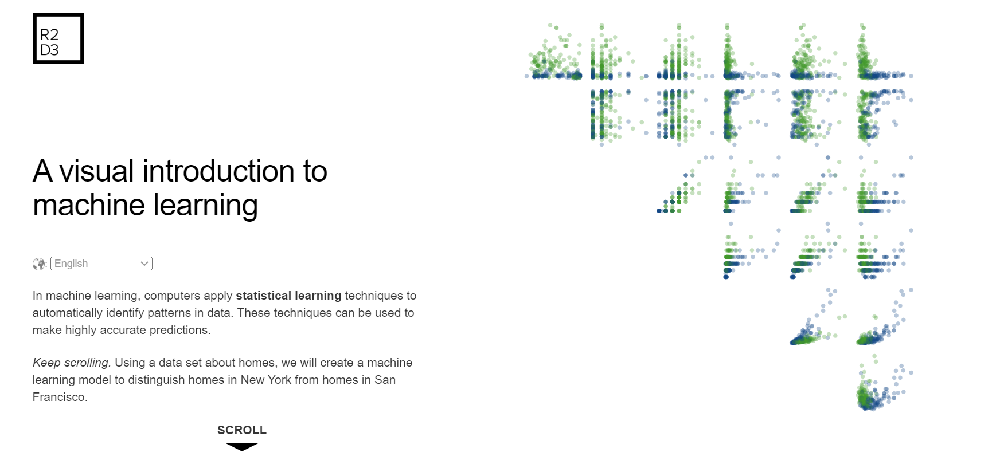 R2
D3
A visual introduction to
machine learning
: English
In machine learning, computers apply statistical learning techniques to
automatically identify patterns in data. These techniques can be used to
make highly accurate predictions.
Keep scrolling. Using a data set about homes, we will create a machine
learning model to distinguish homes in New York from homes in San
Francisco.
SCROLL